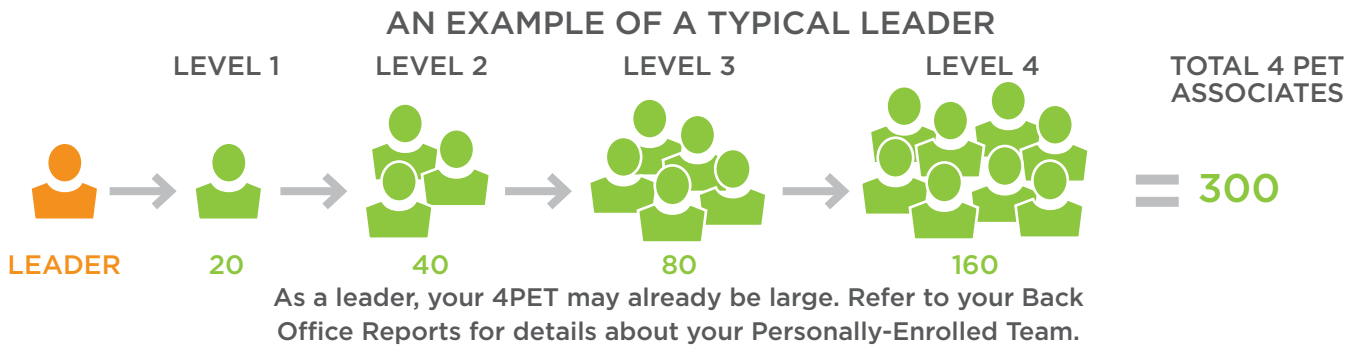 AN EXAMPLE OF A TYPICAL LEADER
LEVEL 1
LEVEL 2
LEVEL 3
LEVEL 4
TOTAL 4 PET
ASSOCIATES
= 300
LEADER
20
40
80
160
As a leader, your 4PET may already be large. Refer to your Back
Office Reports for details about your Personally-Enrolled Team.